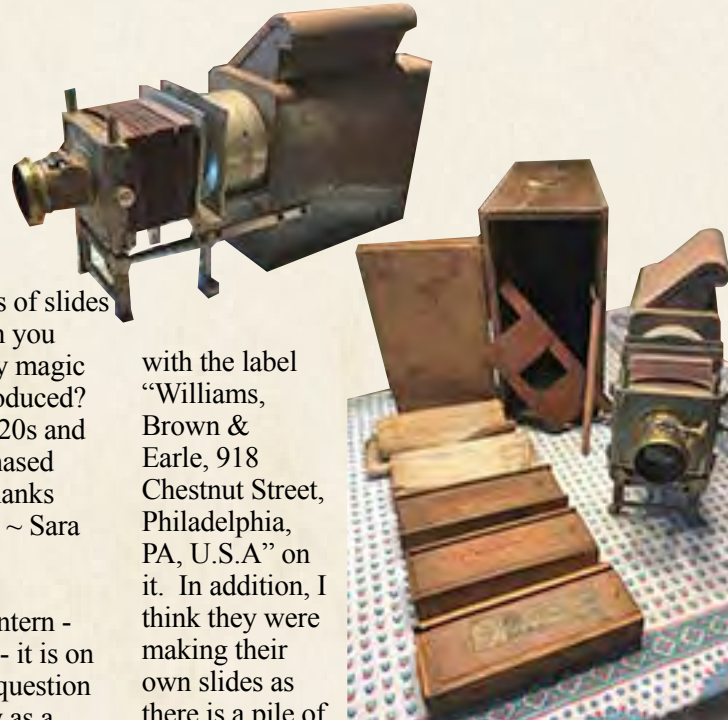 s of slides
n you
y magic
oduced?
20s and
hased
hanks
~ Sara
ntern -
- it is on
question
y as a
with the label
“Williams,
Brown &
Earle, 918
Chestnut Street,
Philadelphia,
PA, U.S.A” on
it.  In addition, I
think they were
making their
own slides as
there is a pile of